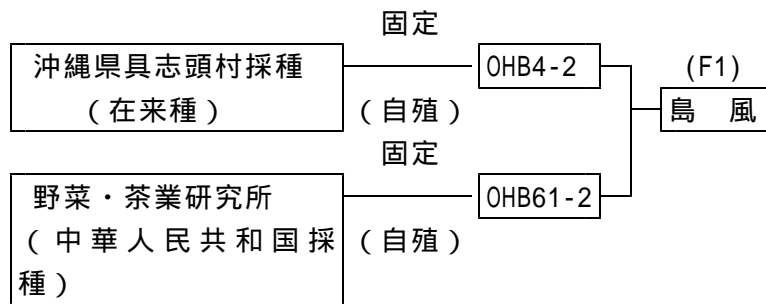 固定
沖縄県具志頭村採種
（在来種）
（自殖）
OHB4-2
(F1)
島　風
固定
野菜・茶業研究所
（中華人民共和国採
種）
（自殖）
OHB61-2